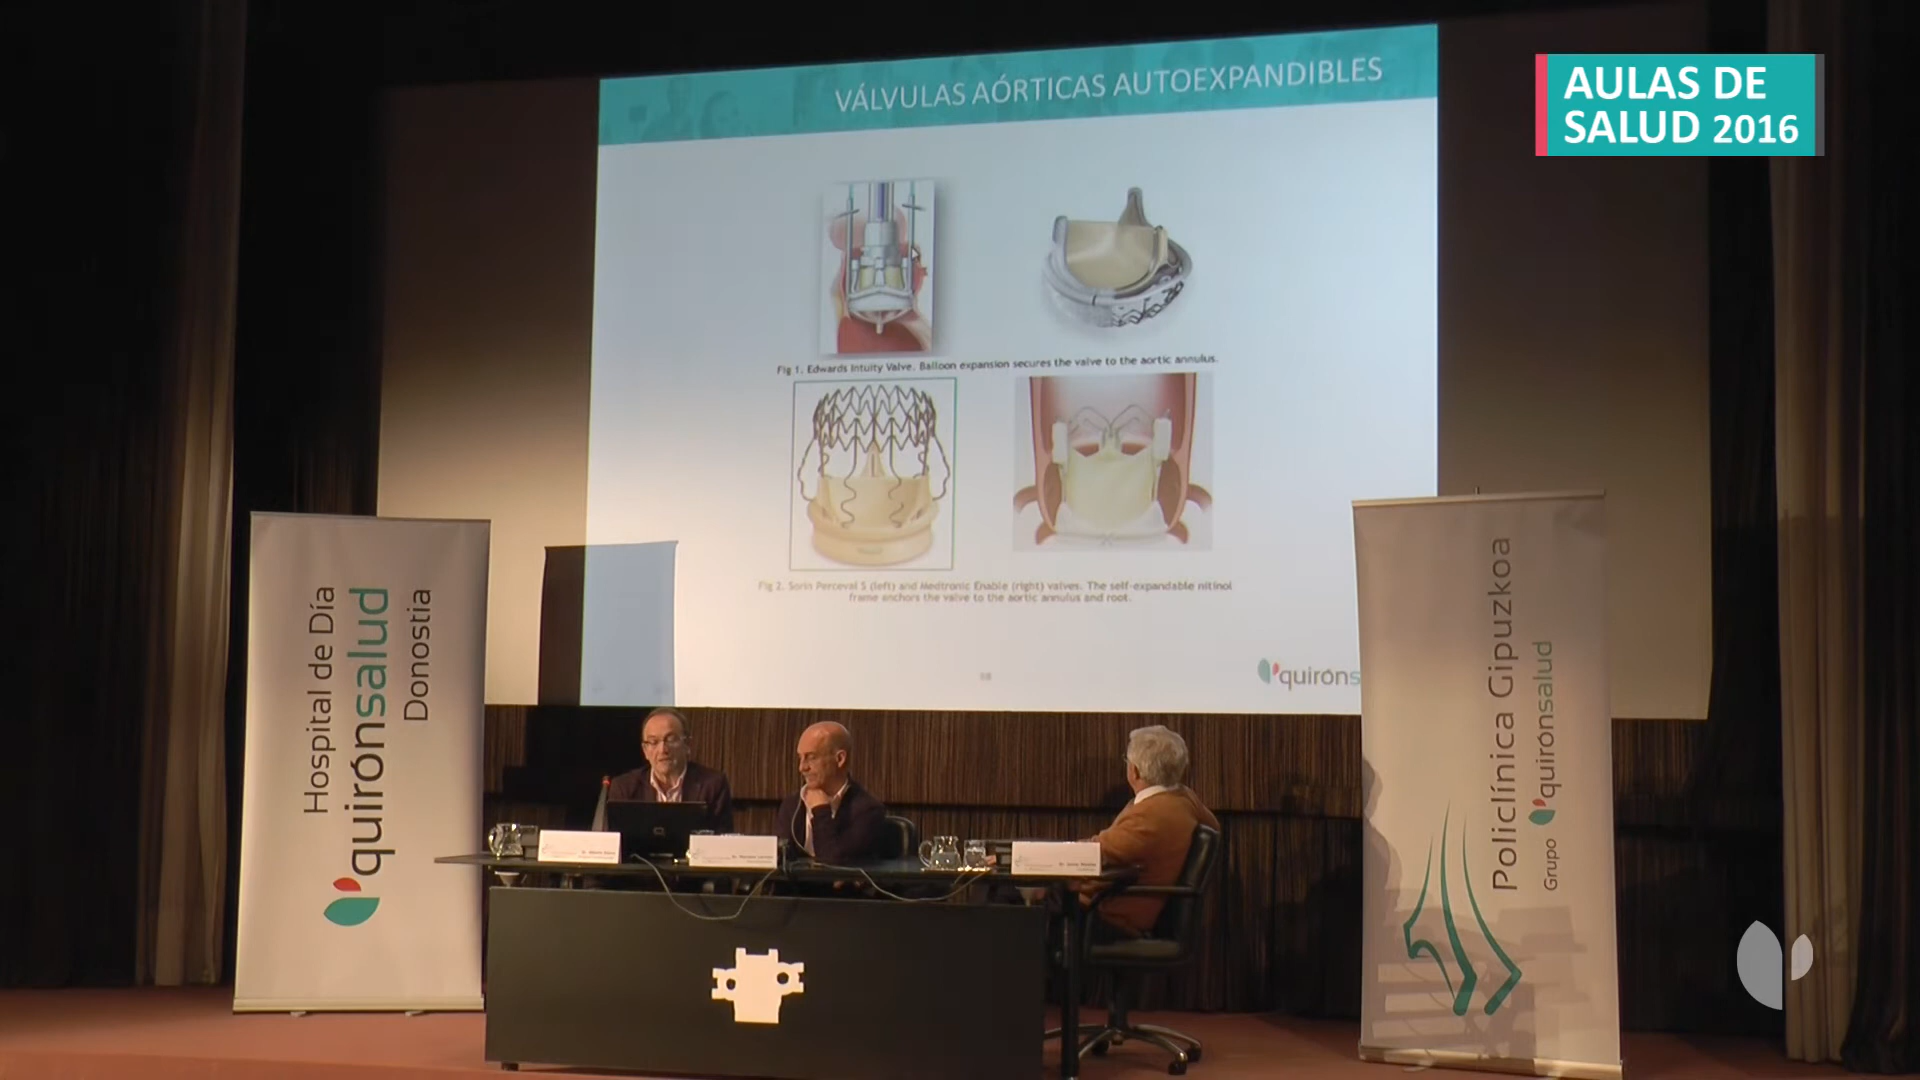 VÁLVULAS AÓRTICAS AUTOEXPANDIBLES
AULAS DE
SALUD 2016
Fig 1. Edwards Intuity Valve. Balloon expansion secures the valve to the aortic annulus.
Fig 2. Sorin Perceval S (left) and Medtronic Enable (right) valves. The self-expandable nitinol
frame anchors the valve to the aortic annulus and root.
quiróns
Hospital de Día
quirónsalud
Donostia
Policlínica Gipuzkoa
Grupo quirónsalud